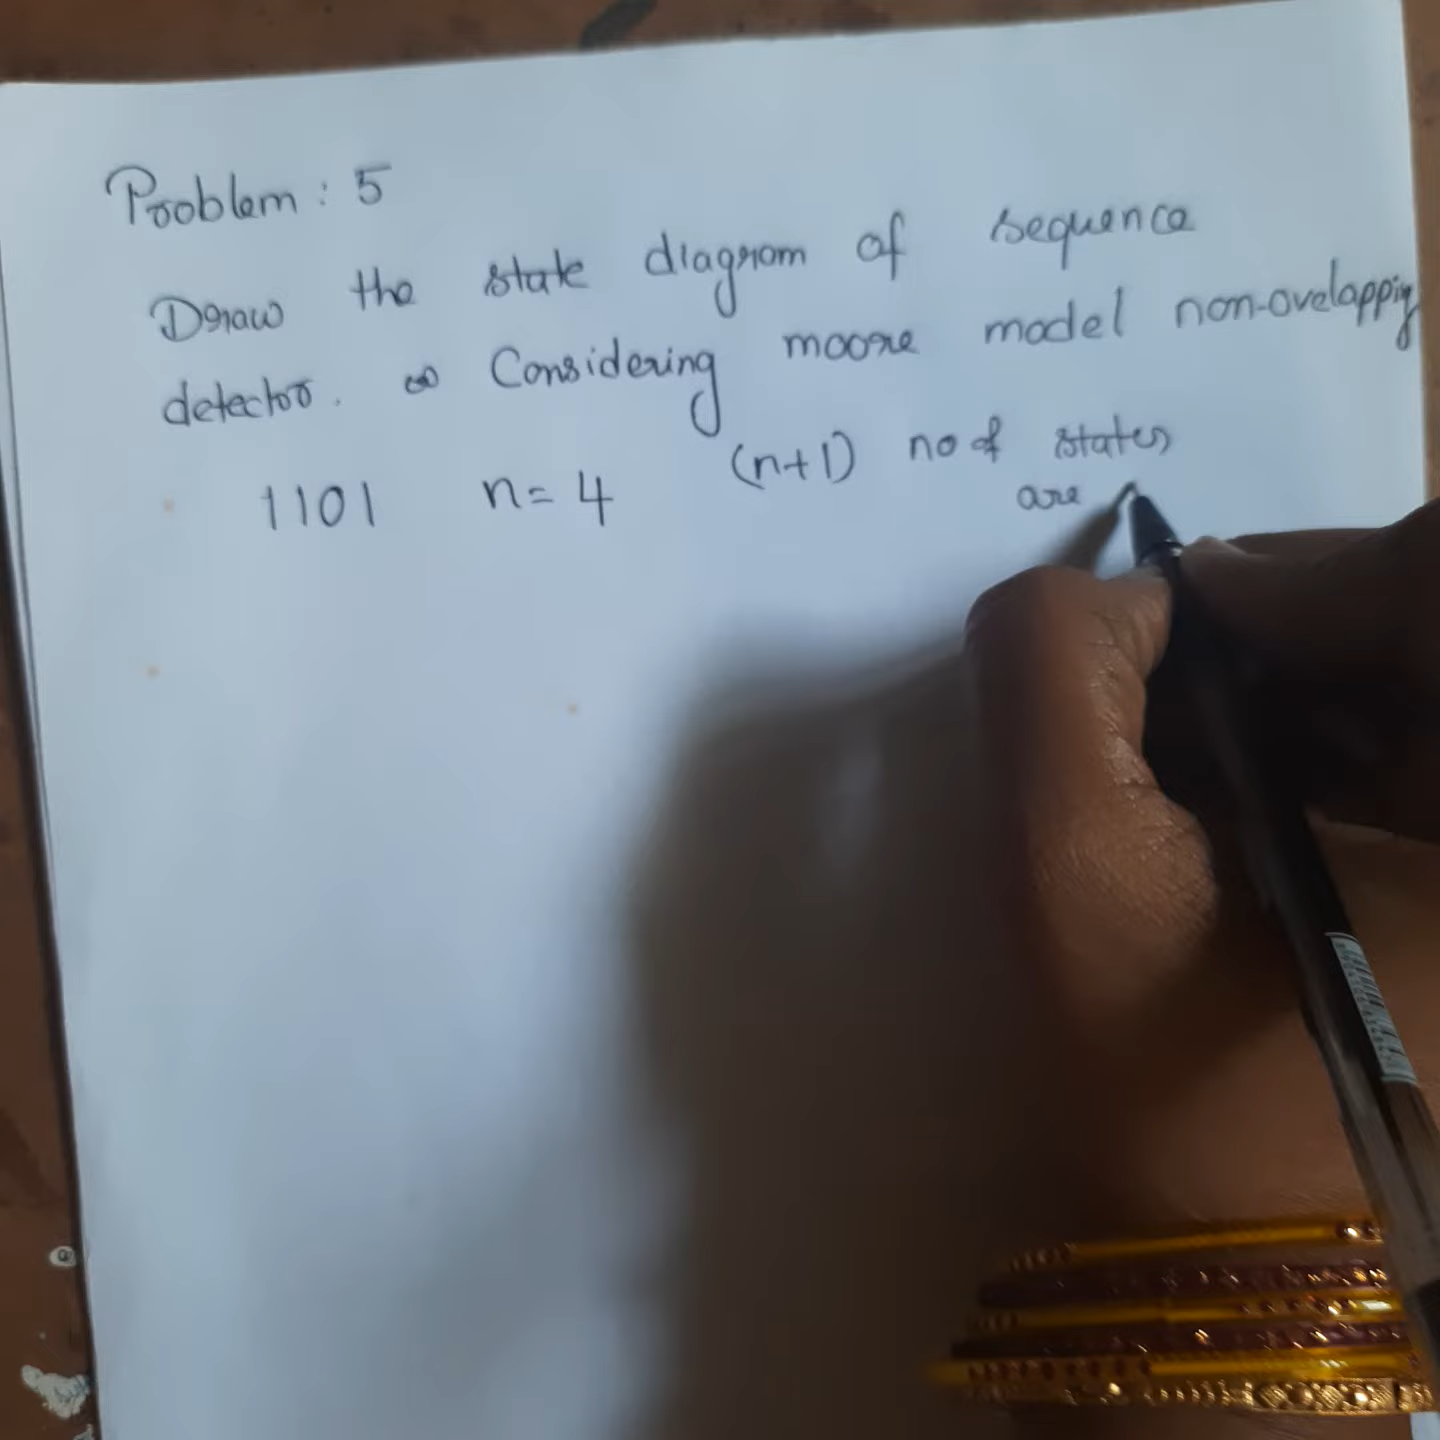 Problem : 5
Draw the state diagram of sequence
detector. Considering moore model non-ovelapping
1101 n = 4 (n+1) no of states
are